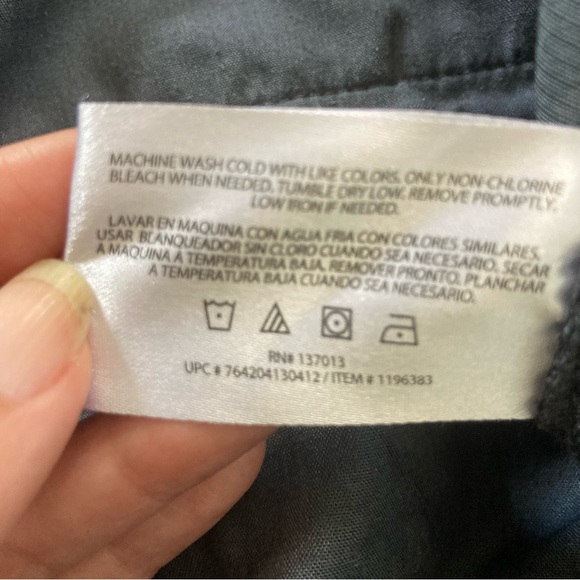 MACHINE WASH COLD WITH LIKE COLORS. ONLY NON-CHLORINE
BLEACH WHEN NEEDED. TUMBLE DRY LOW. REMOVE PROMPTLY.
LOW IRON IF NEEDED.
LAVAR EN MAQUINA CON AGUA FRIA CON COLORES SIMILARES.
USAR BLANQUEADOR SIN CLORO CUANDO SEA NECESARIO. SECAR
A MAQUINA A TEMPERATURA BAJA. REMOVER PRONTO. PLANCHAR
A TEMPERATURA BAJA CUANDO SEA NECESARIO.
RN# 137013
UPC # 764204130412 / ITEM # 1196383